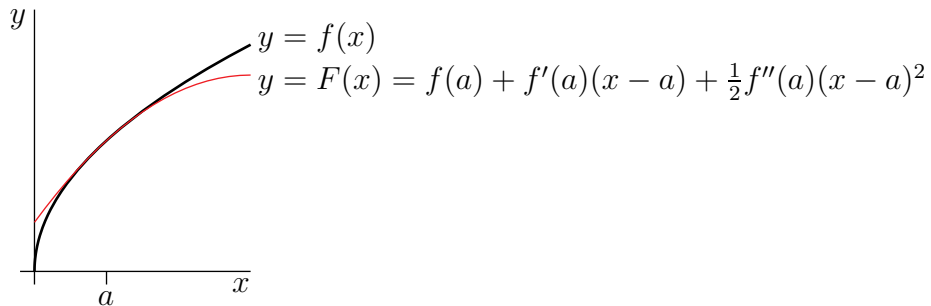 y
y = f(x)
y = F(x) = f(a) + f′(a)(x − a) + ½f″(a)(x − a)²
x
a